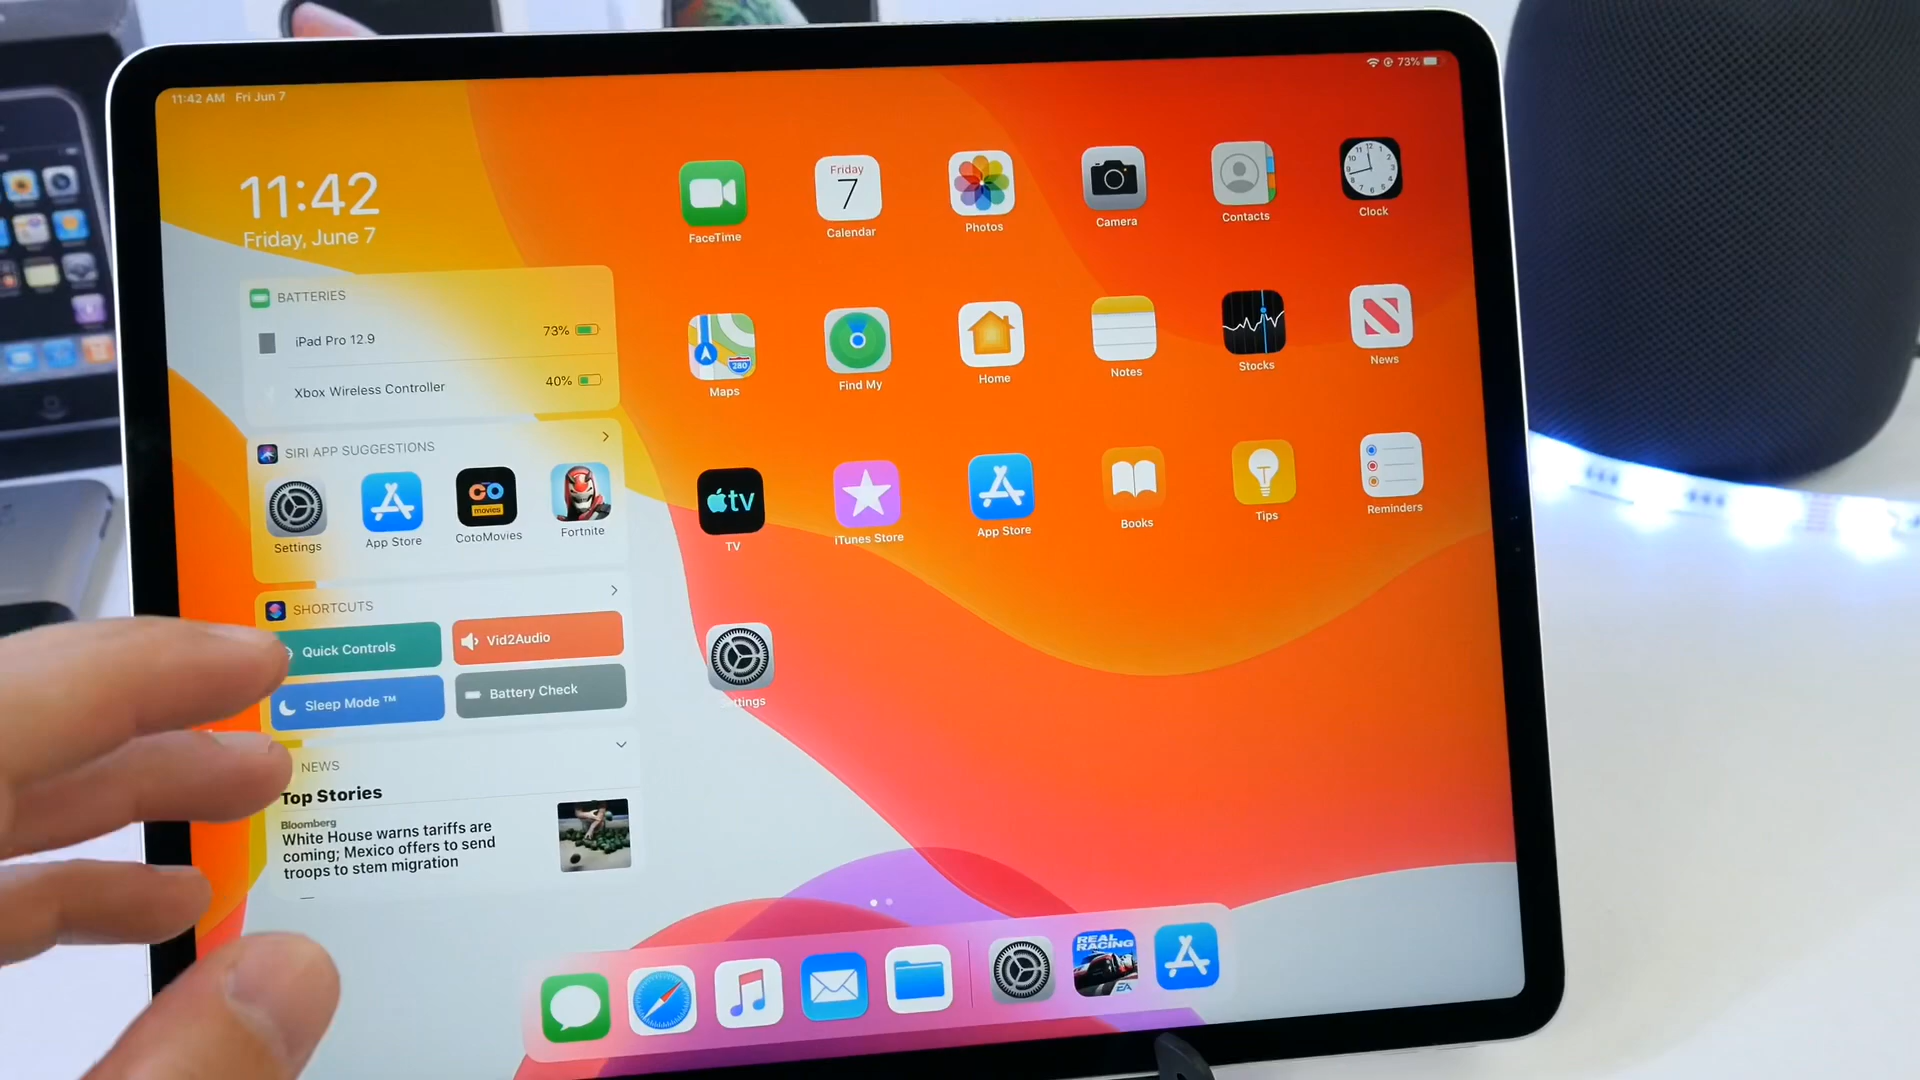 11:42 AM Fri Jun 7
73%
11:42
Friday, June 7
BATTERIES
iPad Pro 12.9
73%
Xbox Wireless Controller
40%
SIRI APP SUGGESTIONS
Settings
App Store
CO
movies
CotoMovies
Fortnite
SHORTCUTS
Quick Controls
Vid2Audio
Sleep Mode ™
Battery Check
NEWS
Top Stories
Bloomberg
White House warns tariffs are
coming; Mexico offers to send
troops to stem migration
FaceTime
Friday
7
Calendar
Photos
Camera
Contacts
Clock
280
Maps
Find My
Home
Notes
Stocks
News
tv
TV
iTunes Store
App Store
Books
Tips
Reminders
Settings
REAL
RACING
EA